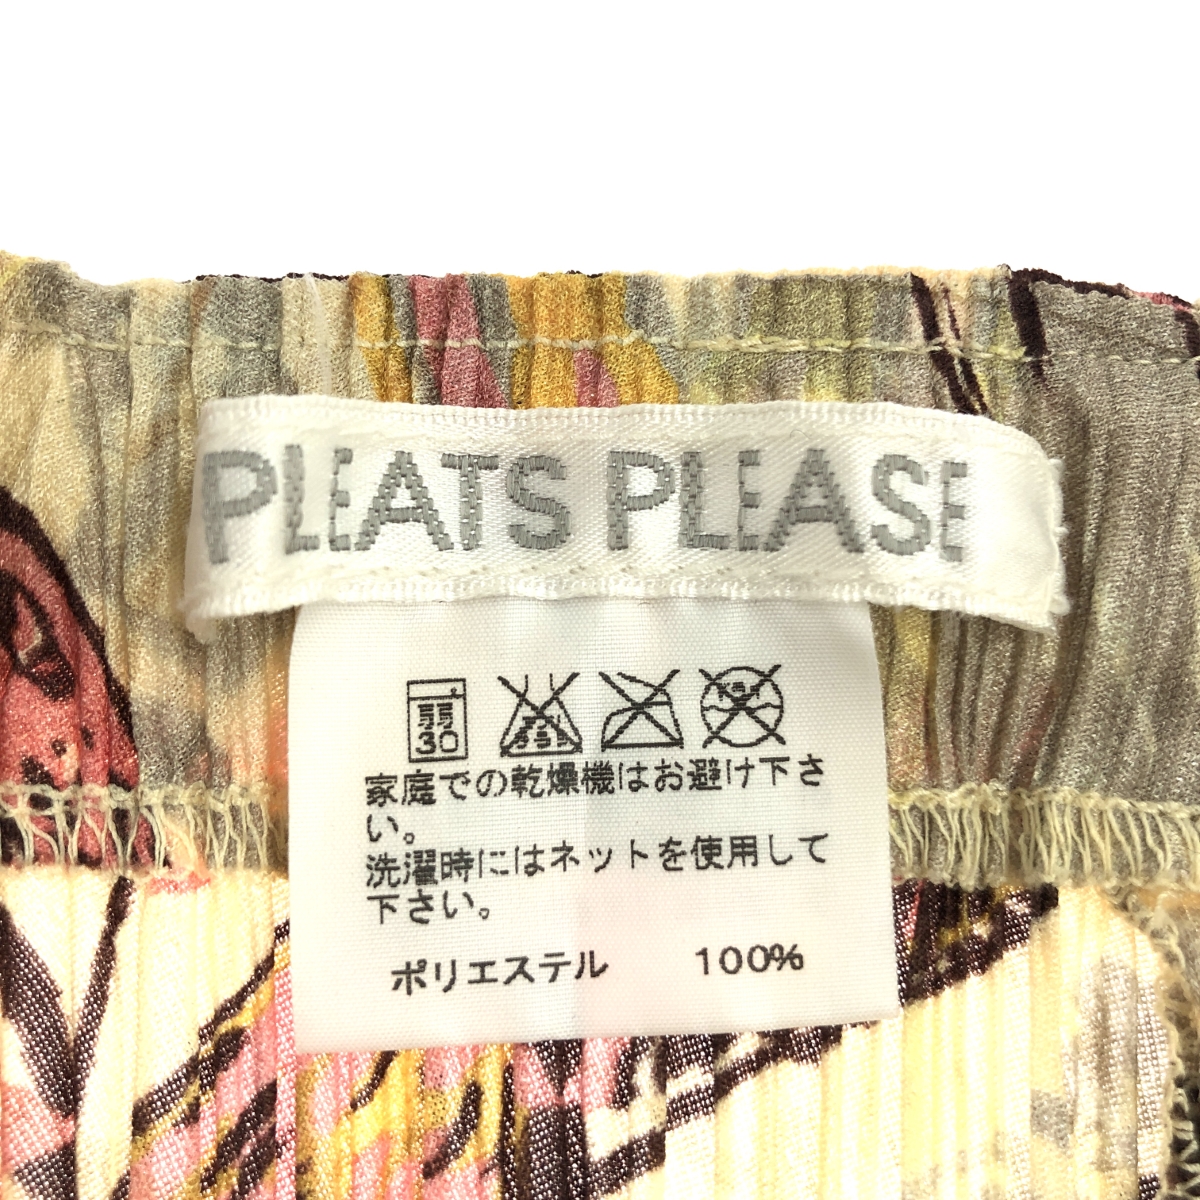 PLEATS PLEASE
弱
30
家庭での乾燥機はお避け下さ
い。
洗濯時にはネットを使用して
下さい。
ポリエステル 100%